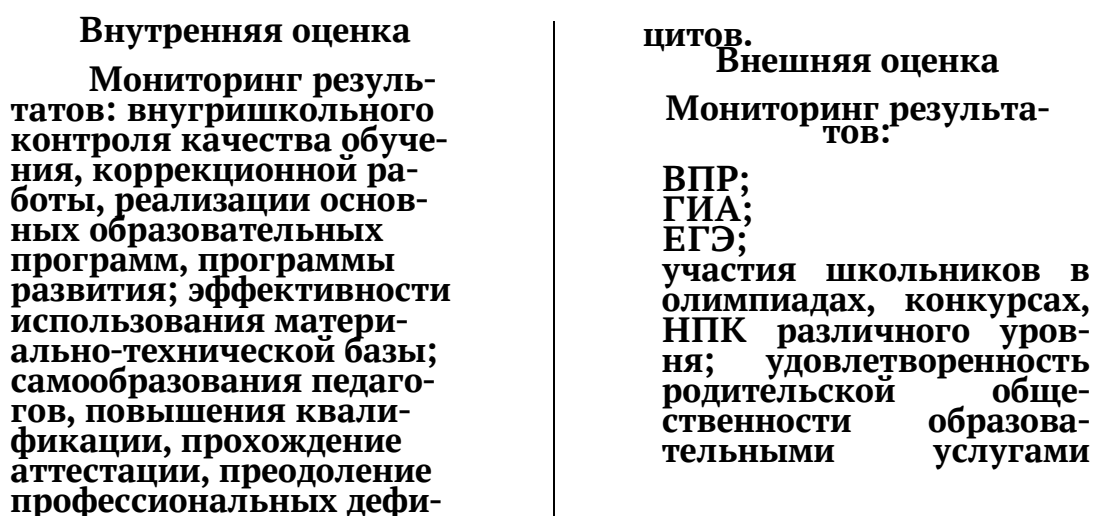 Внутренняя оценка
Мониторинг резуль-
татов: внугришкольного
контроля качества обуче-
ния, коррекционной ра-
боты, реализации основ-
ных образовательных
программ, программы
развития; эффективности
использования матери-
ально-технической базы;
самообразования педаго-
гов, повышения квали-
фикации, прохождение
аттестации, преодоление
профессиональных дефи-
цитов.
Внешняя оценка
Мониторинг результа-
тов:
ВПР;
ГИА;
ЕГЭ;
участия школьников в
олимпиадах, конкурсах,
НПК различного уров-
ня; удовлетворенность
родительской обще-
ственности образова-
тельными услугами